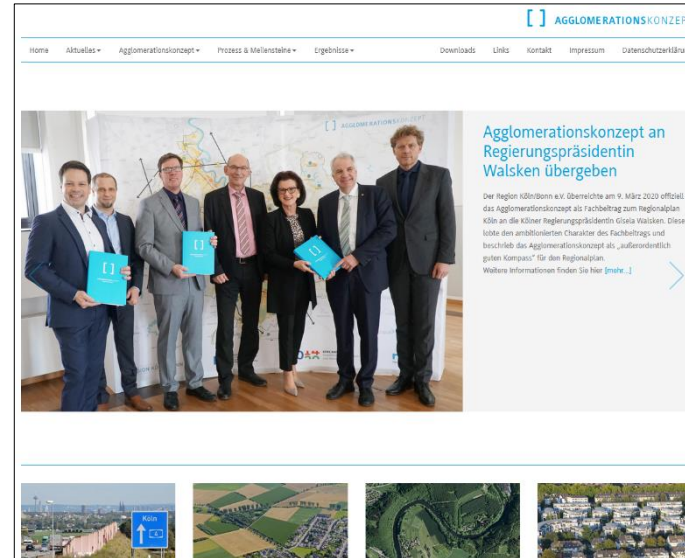 [ ] AGGLOMERATIONSKONZEP
Home Aktuelles Agglomerationskonzept Prozess & Meilensteine Ergebnisse Downloads Links Kontakt Impressum Datenschutzerkläru
[ ] AGGLOMERATIONSKONZEPT
Agglomerationskonzept an
Regierungspräsidentin
Walsken übergeben
Der Region Köln/Bonn e.V. überreichte am 9. März 2020 offiziell
das Agglomerationskonzept als Fachbeitrag zum Regionalplan
Köln an die Kölner Regierungspräsidentin Gisela Walsken. Diese
lobte den ambitionierten Charakter des Fachbeitrags und
beschrieb das Agglomerationskonzept als „außerordentlich
guten Kompass“ für den Regionalplan.
Weitere Informationen finden Sie hier [mehr...]
Köln